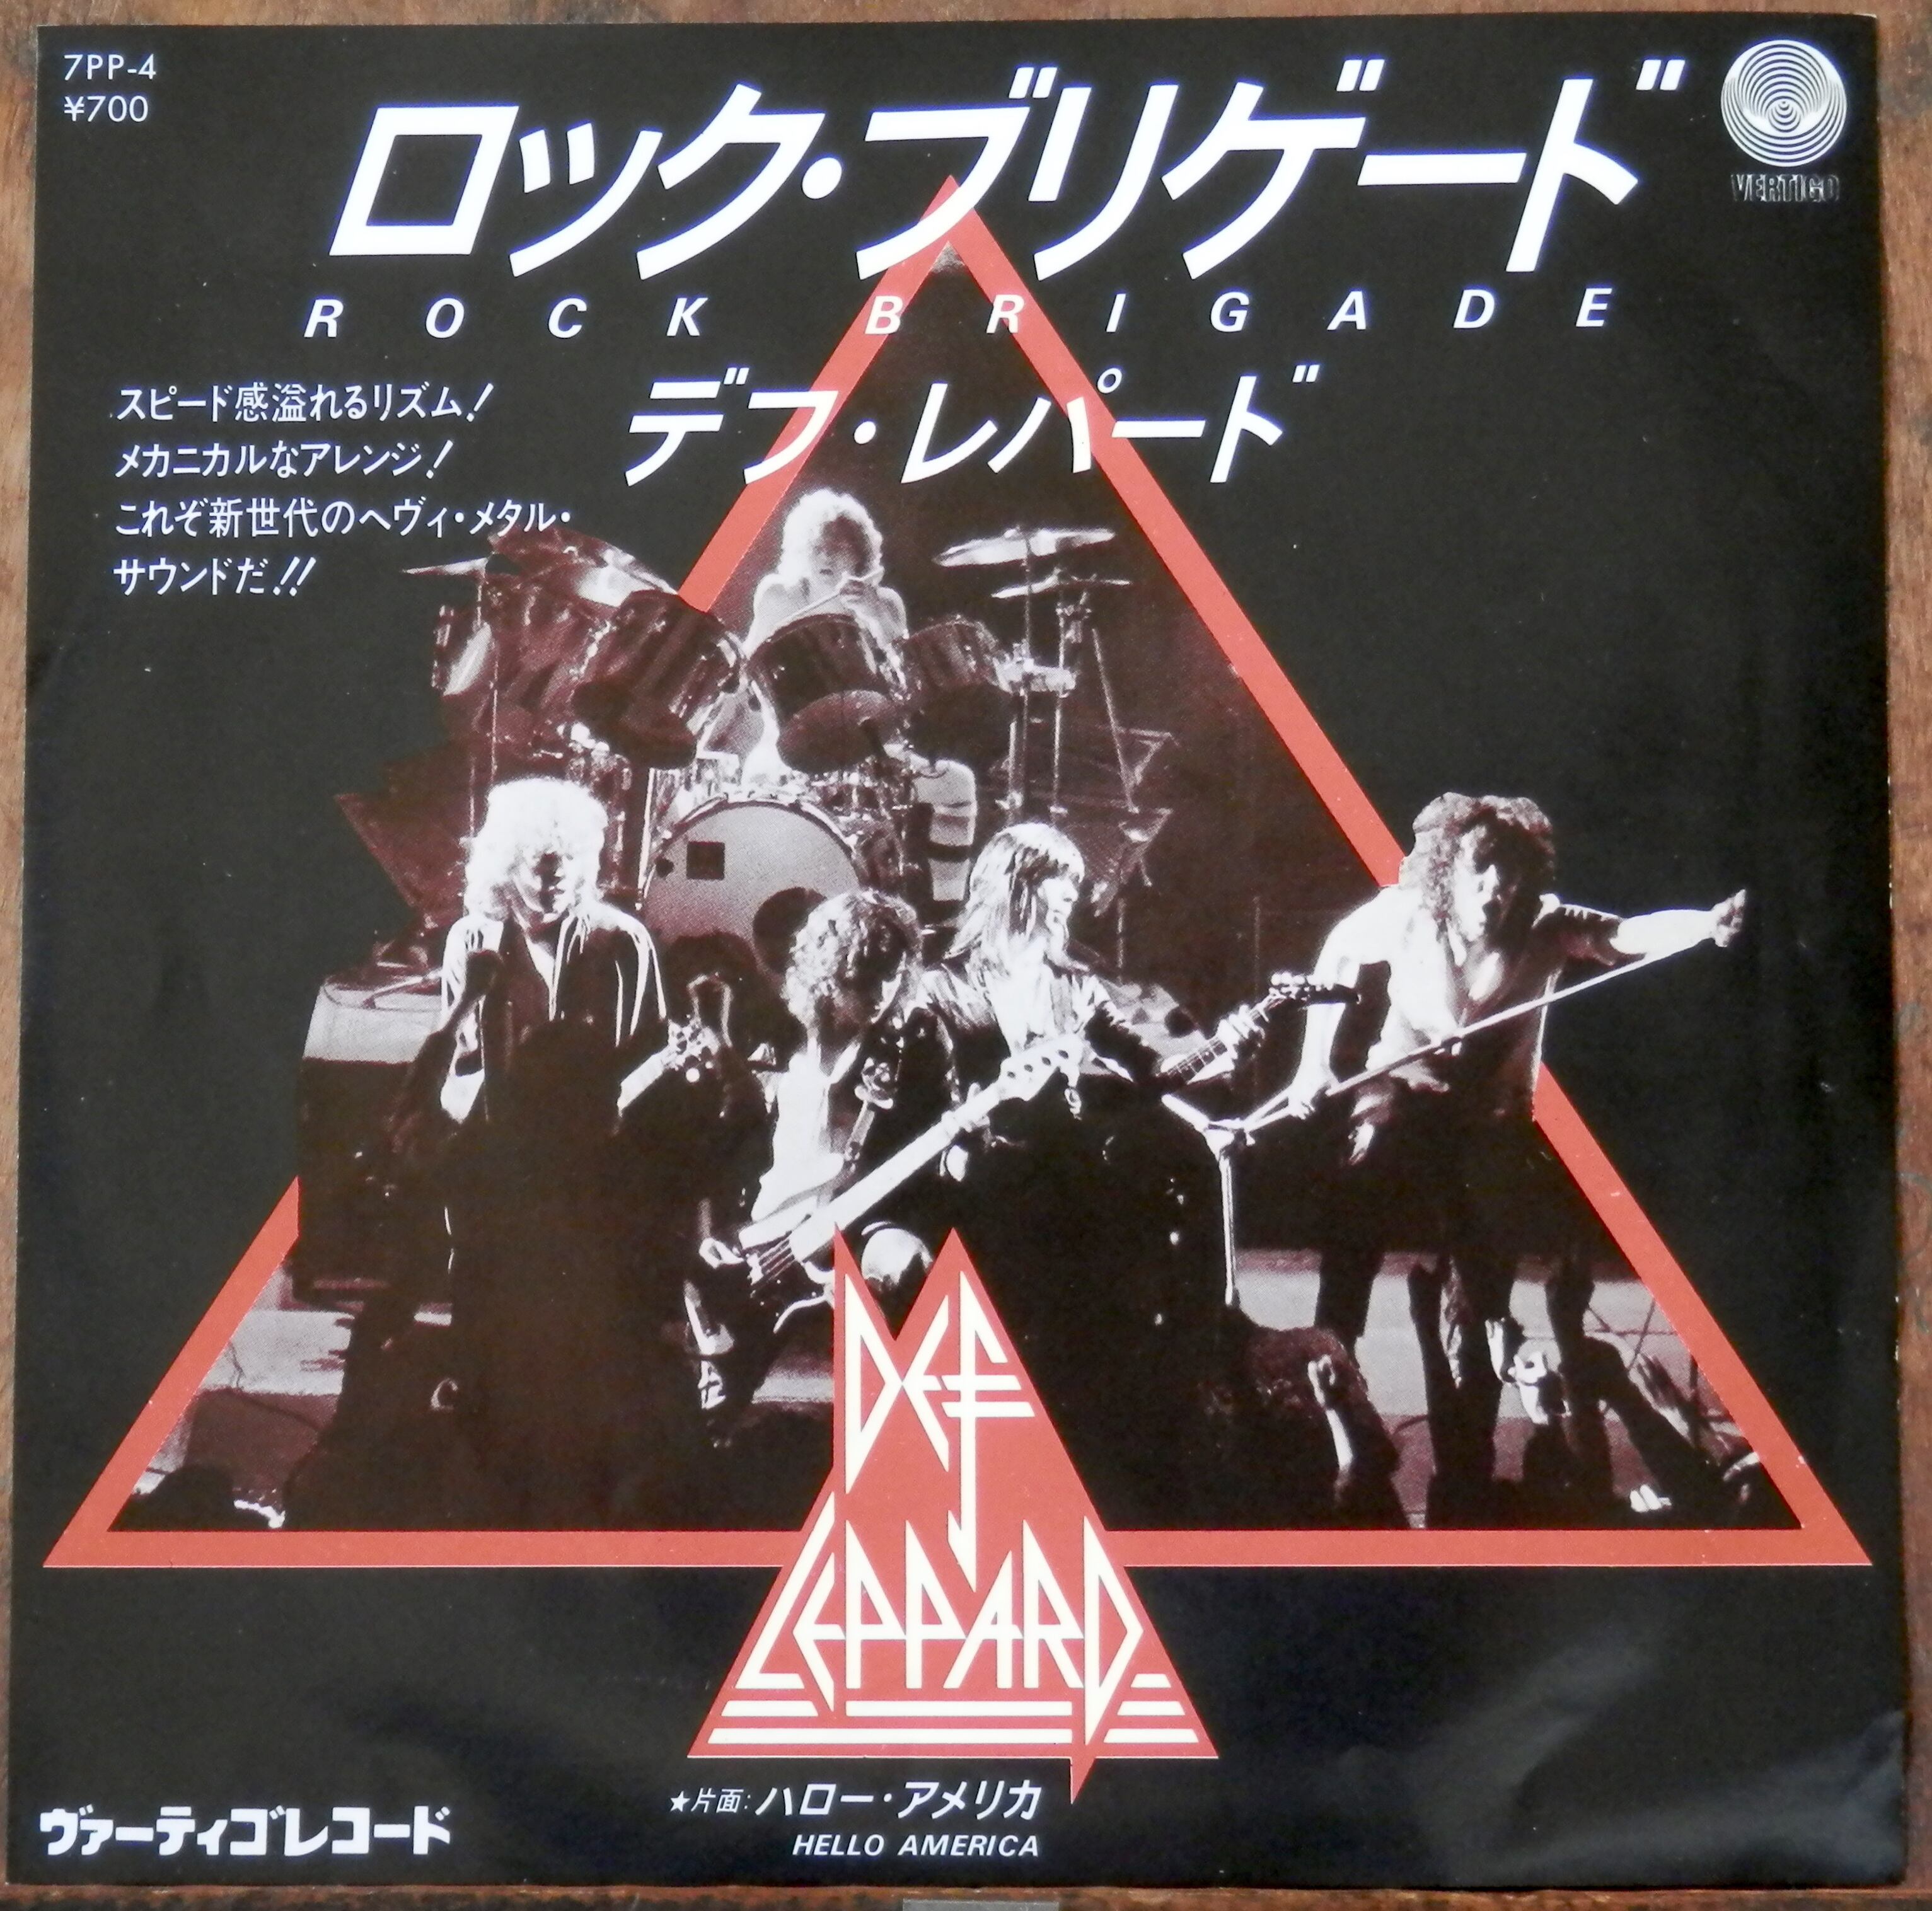 7PP-4
¥700
ロック・ブリゲード
VERTIGO
ROCK BRIGADE
デフ・レパード
スピード感溢れるリズム!
メカニカルなアレンジ!
これぞ新世代のヘヴィ・メタル・
サウンドだ!!
DEF
LEPPARD
★片面:ハロー・アメリカ
HELLO AMERICA
ヴァーティゴレコード